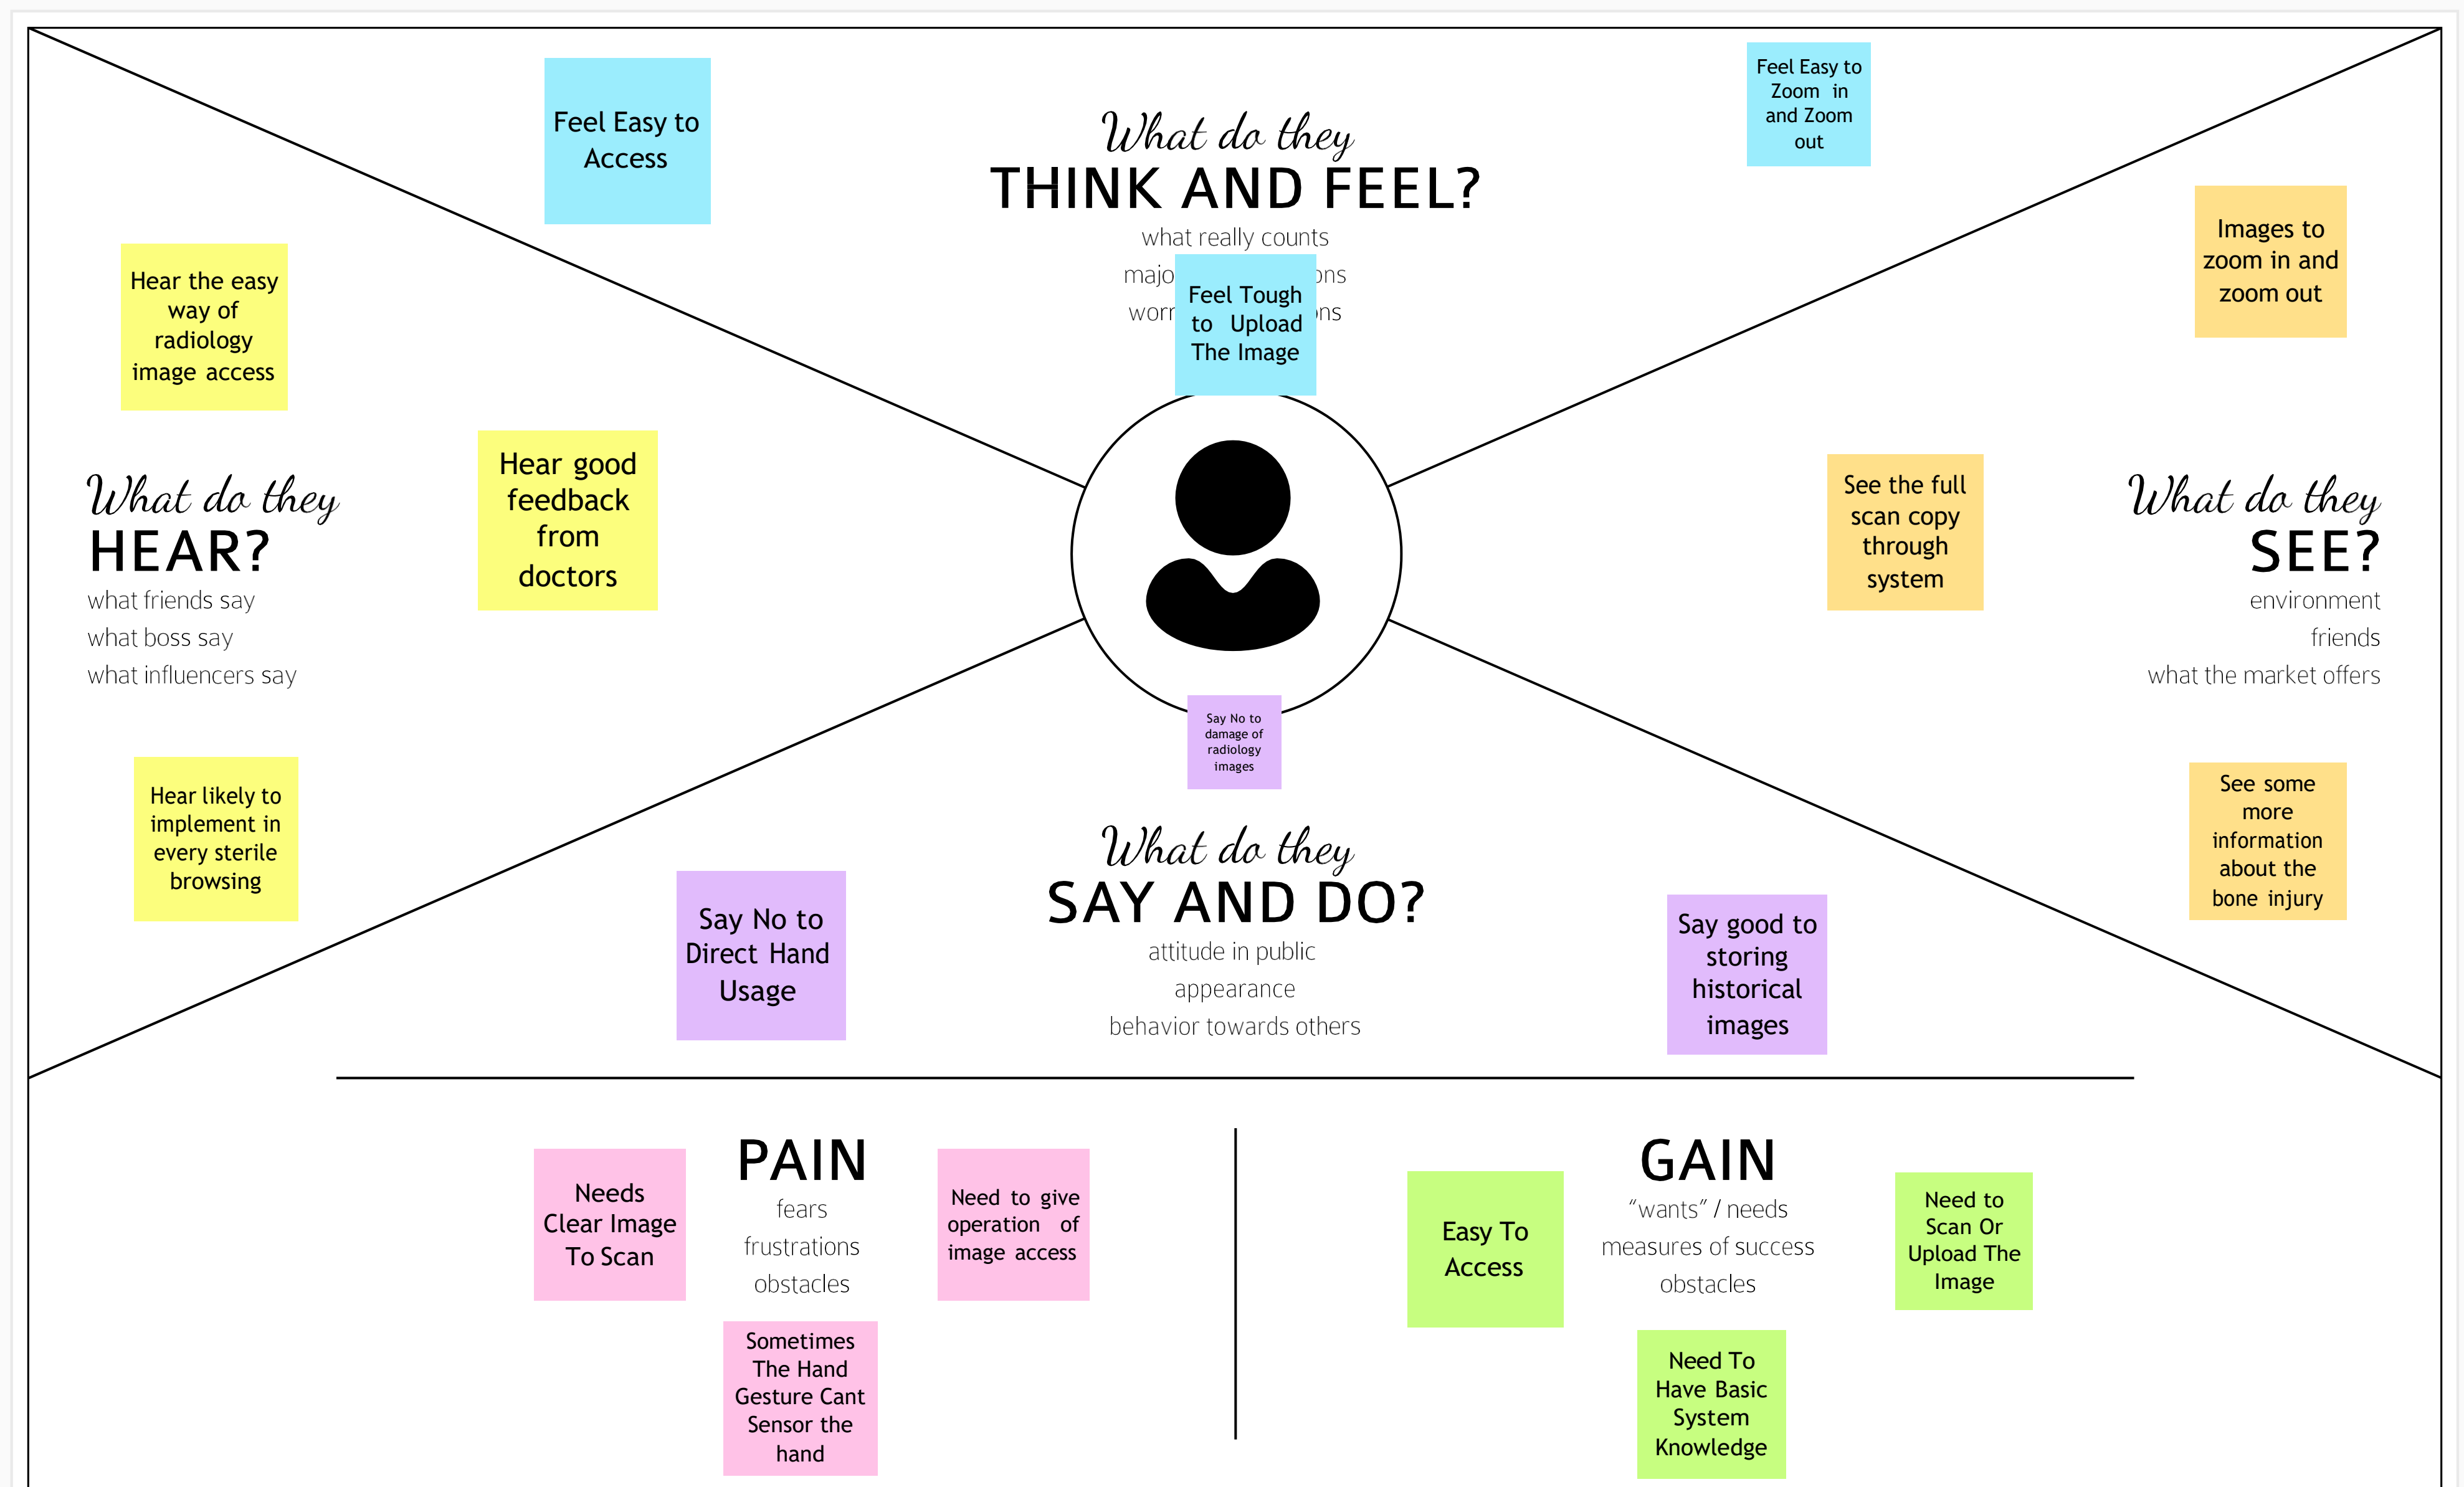 Feel Easy to
Access
What do they
THINK AND FEEL?
what really counts
Feel Tough
to Upload
The Image
Feel Easy to
Zoom in
and Zoom
out
Hear the easy
way of
radiology
image access
Hear good
feedback
from
doctors
What do they
HEAR?
what friends say
what boss say
what influencers say
Hear likely to
implement in
every sterile
browsing
Images to
zoom in and
zoom out
See the full
scan copy
through
system
What do they
SEE?
environment
friends
what the market offers
See some
more
information
about the
bone injury
Say No to
damage of
radiology
images
What do they
SAY AND DO?
attitude in public
appearance
behavior towards others
Say No to
Direct Hand
Usage
Say good to
storing
historical
images
PAIN
fears
frustrations
obstacles
Needs
Clear Image
To Scan
Need to give
operation of
image access
Sometimes
The Hand
Gesture Cant
Sensor the
hand
GAIN
“wants” / needs
measures of success
obstacles
Easy To
Access
Need to
Scan Or
Upload The
Image
Need To
Have Basic
System
Knowledge